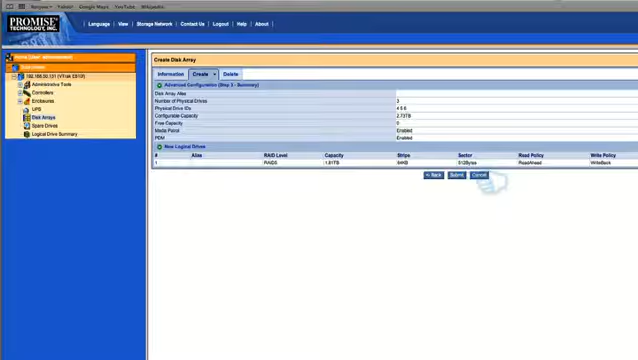 Yahoo! Google Maps YouTube Wikipedia
PROMISE
TECHNOLOGY, INC.
Language View Storage Network Contact Us Logout Help About
Administrative Tools
Controllers
Enclosures
UPS
Disk Arrays
Spare Drives
Logical Drive Summary
Create Disk Array
Information Create Delete
Advanced Configuration (Step 3 - Summary)
Disk Array Alias
Number of Physical Drives 3
Physical Drive IDs 4 5 6
Configurable Capacity 2.73TB
Free Capacity 0
Media Patrol Enabled
PDM Enabled
New Logical Drives
# Alias RAID Level Capacity Stripe Sector Read Policy Write Policy
1 RAID5 1.81TB 64KB 512Bytes ReadAhead WriteBack
< Back Submit Cancel